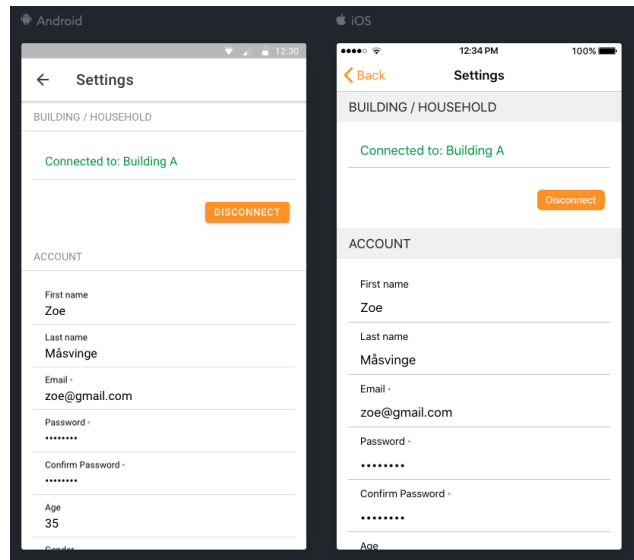 Android
12:30
Settings
BUILDING / HOUSEHOLD
Connected to: Building A
DISCONNECT
ACCOUNT
First name
Zoe
Last name
Måsvinge
Email •
zoe@gmail.com
Password •
••••••••
Confirm Password •
••••••••
Age
35
Gender
iOS
12:34 PM
100%
Back
Settings
BUILDING / HOUSEHOLD
Connected to: Building A
Disconnect
ACCOUNT
First name
Zoe
Last name
Måsvinge
Email •
zoe@gmail.com
Password •
••••••••
Confirm Password •
••••••••
Age